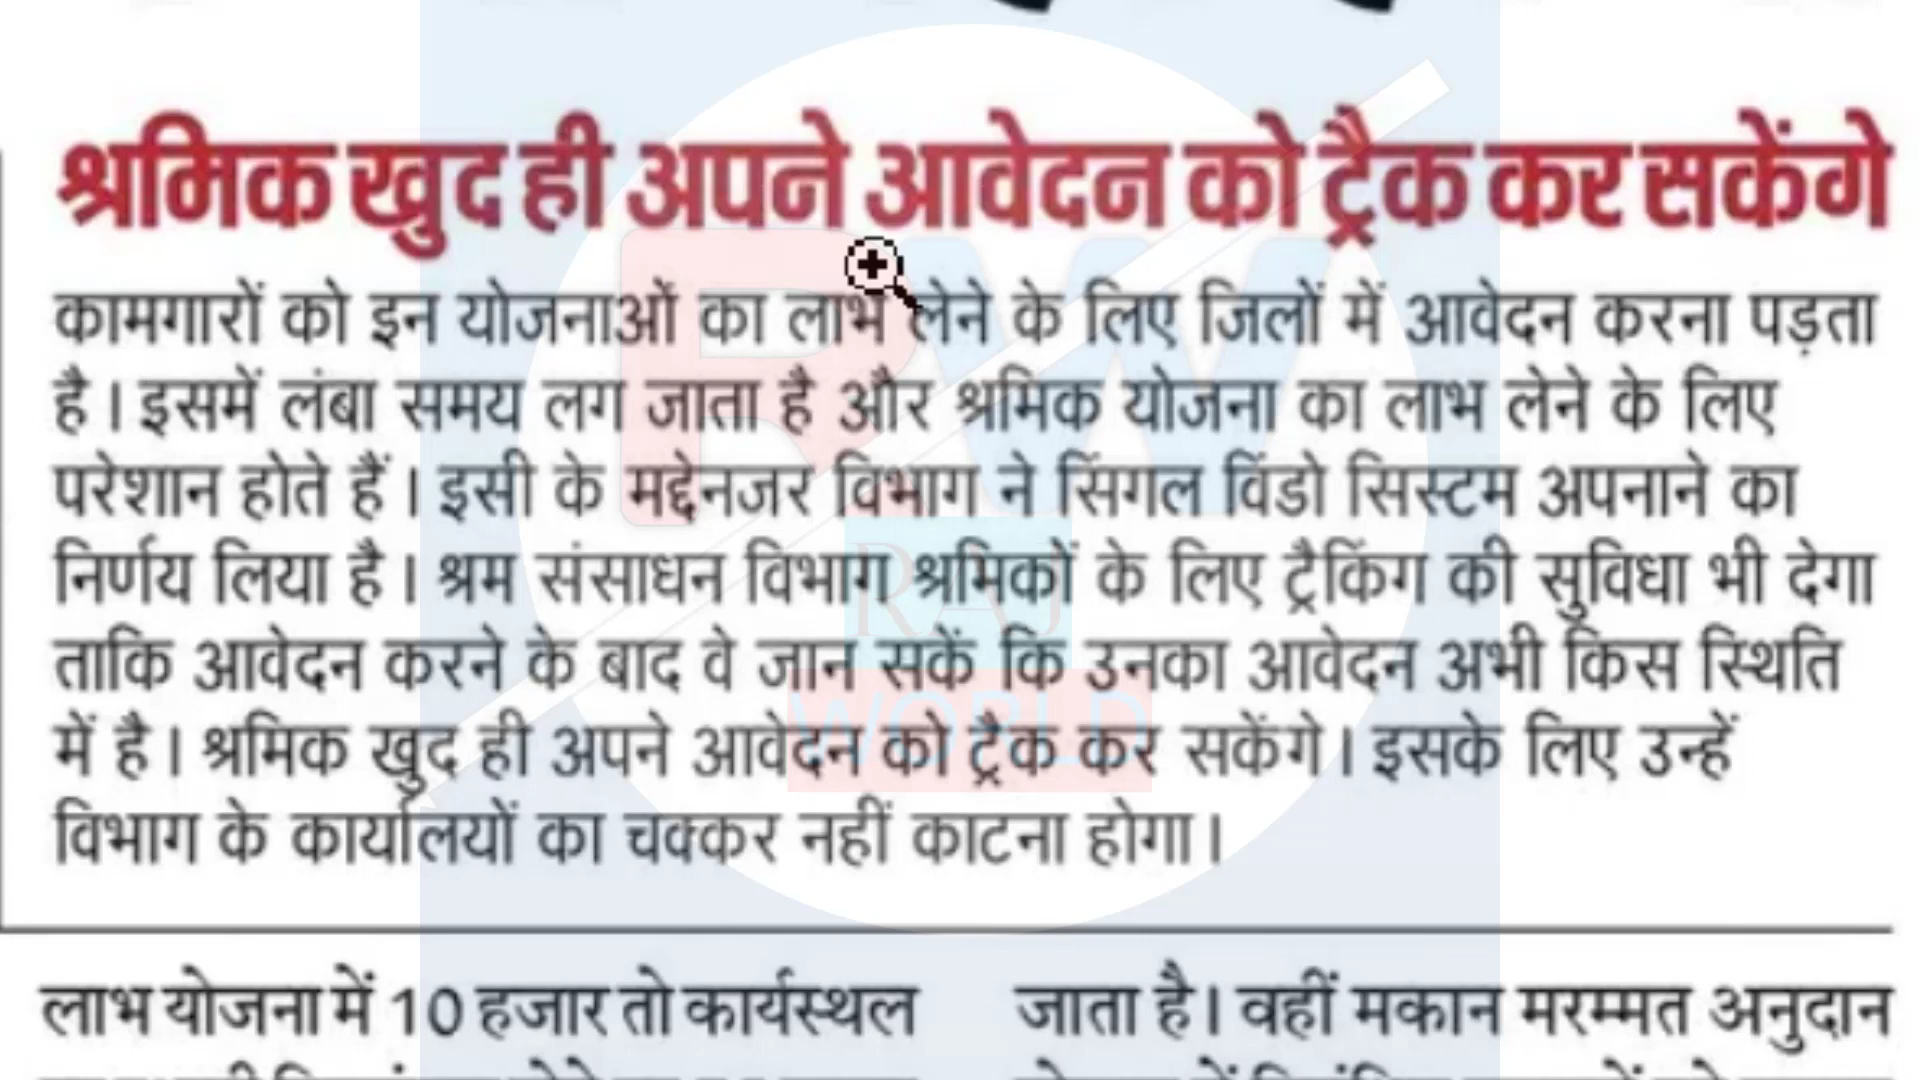 श्रमिक खुद ही अपने आवेदन को ट्रैक कर सकेंगे
कामगारों को इन योजनाओं का लाभ लेने के लिए जिलों में आवेदन करना पड़ता
है। इसमें लंबा समय लग जाता है और श्रमिक योजना का लाभ लेने के लिए
परेशान होते हैं। इसी के मद्देनजर विभाग ने सिंगल विंडो सिस्टम अपनाने का
निर्णय लिया है। श्रम संसाधन विभाग श्रमिकों के लिए ट्रैकिंग की सुविधा भी देगा
ताकि आवेदन करने के बाद वे जान सकें कि उनका आवेदन अभी किस स्थिति
में है। श्रमिक खुद ही अपने आवेदन को ट्रैक कर सकेंगे। इसके लिए उन्हें
विभाग के कार्यालयों का चक्कर नहीं काटना होगा।
लाभ योजना में 10 हजार तो कार्यस्थल
जाता है। वहीं मकान मरम्मत अनुदान
RW
RAJ
WORLD